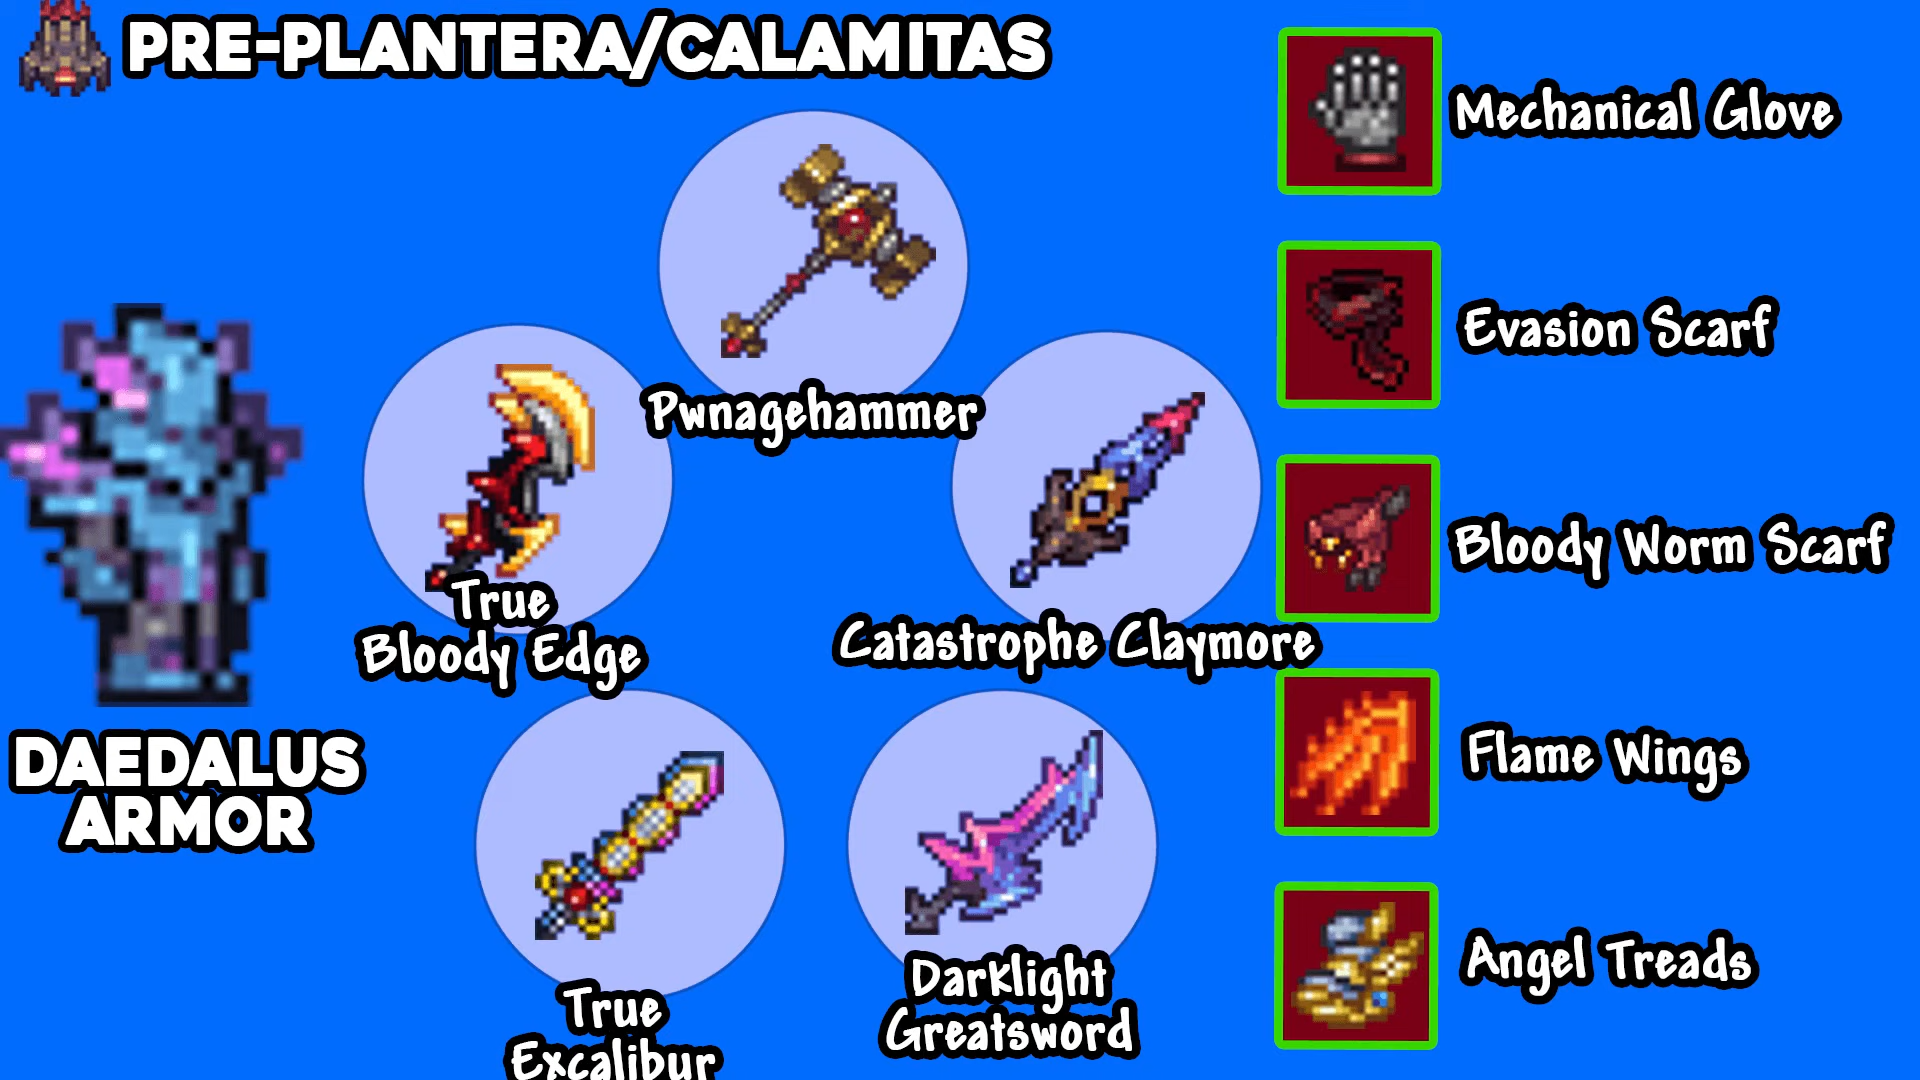 PRE-PLANTERA/CALAMITAS
Pwnagehammer
True
Bloody Edge
Catastrophe Claymore
True
Excalibur
Darklight
Greatsword
DAEDALUS
ARMOR
Mechanical Glove
Evasion Scarf
Bloody Worm Scarf
Flame Wings
Angel Treads